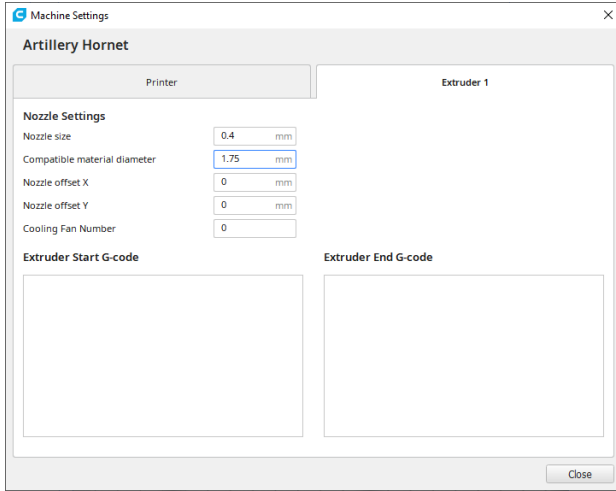 Machine Settings
Artillery Hornet
Printer
Extruder 1
Nozzle Settings
Nozzle size 0.4 mm
Compatible material diameter 1.75 mm
Nozzle offset X 0 mm
Nozzle offset Y 0 mm
Cooling Fan Number 0
Extruder Start G-code
Extruder End G-code
Close